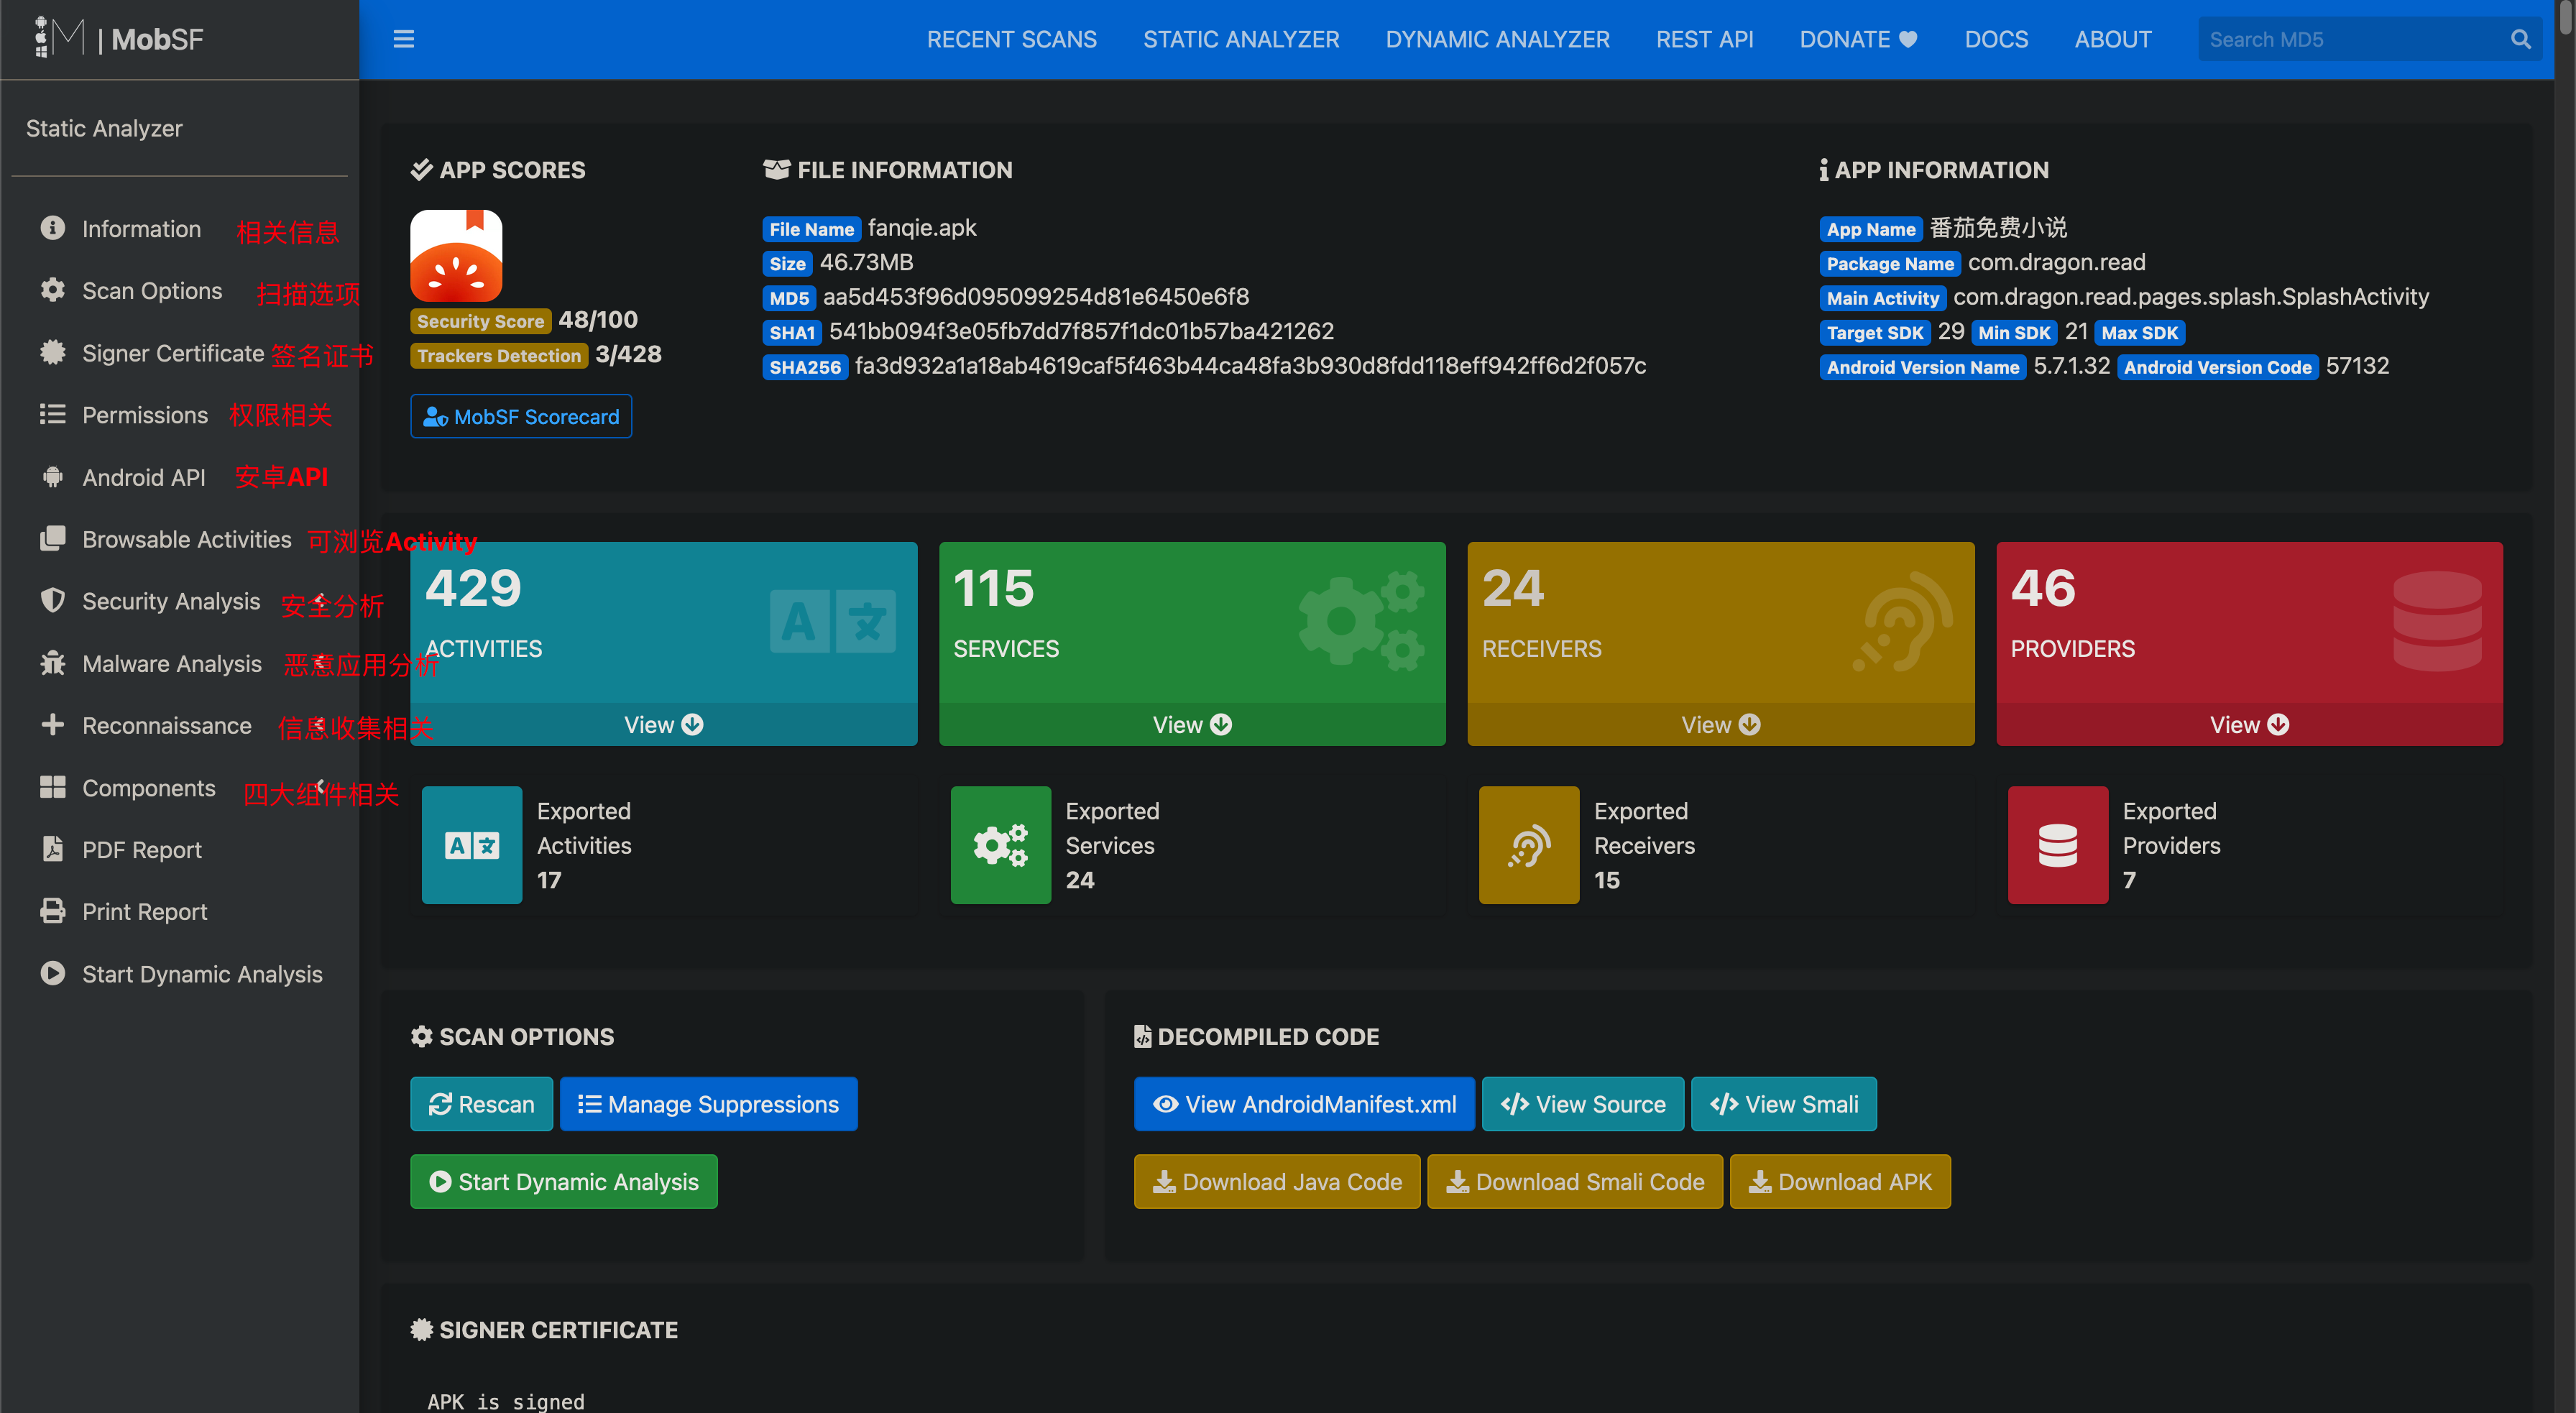 | MobSF
RECENT SCANS
STATIC ANALYZER
DYNAMIC ANALYZER
REST API
DONATE
DOCS
ABOUT
Search MD5
Static Analyzer
Information 相关信息
Scan Options 扫描选项
Signer Certificate 签名证书
Permissions 权限相关
Android API 安卓API
Browsable Activities 可浏览Activity
Security Analysis 安全分析
Malware Analysis 恶意应用分析
Reconnaissance 信息收集相关
Components 四大组件相关
PDF Report
Print Report
Start Dynamic Analysis
APP SCORES
Security Score 48/100
Trackers Detection 3/428
MobSF Scorecard
FILE INFORMATION
File Name fanqie.apk
Size 46.73MB
MD5 aa5d453f96d095099254d81e6450e6f8
SHA1 541bb094f3e05fb7dd7f857f1dc01b57ba421262
SHA256 fa3d932a1a18ab4619caf5f463b44ca48fa3b930d8fdd118eff942ff6d2f057c
APP INFORMATION
App Name 番茄免费小说
Package Name com.dragon.read
Main Activity com.dragon.read.pages.splash.SplashActivity
Target SDK 29 Min SDK 21 Max SDK
Android Version Name 5.7.1.32 Android Version Code 57132
429
ACTIVITIES
View
115
SERVICES
View
24
RECEIVERS
View
46
PROVIDERS
View
Exported
Activities
17
Exported
Services
24
Exported
Receivers
15
Exported
Providers
7
SCAN OPTIONS
Rescan
Manage Suppressions
Start Dynamic Analysis
DECOMPILED CODE
View AndroidManifest.xml
View Source
View Smali
Download Java Code
Download Smali Code
Download APK
SIGNER CERTIFICATE
APK is signed